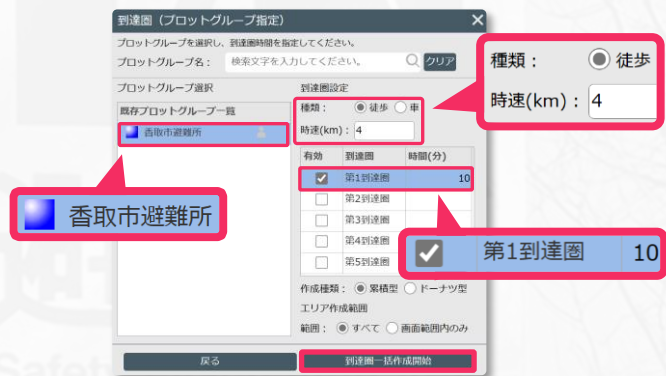 到達圏（プロットグループ指定）
プロットグループを選択し、到達圏時間を指定してください。
プロットグループ名： 検索文字を入力してください。 クリア
プロットグループ選択
既存プロットグループ一覧
香取市避難所
到達圏設定
種類： 徒歩 車
時速(km)： 4
有効 到達圏 時間(分)
第1到達圏 10
第2到達圏
第3到達圏
第4到達圏
第5到達圏
作成種類： 累積型 ドーナツ型
エリア作成範囲
範囲： すべて 画面範囲内のみ
戻る 到達圏一括作成開始
種類： 徒歩
時速(km)： 4
香取市避難所
第1到達圏 10
Safet